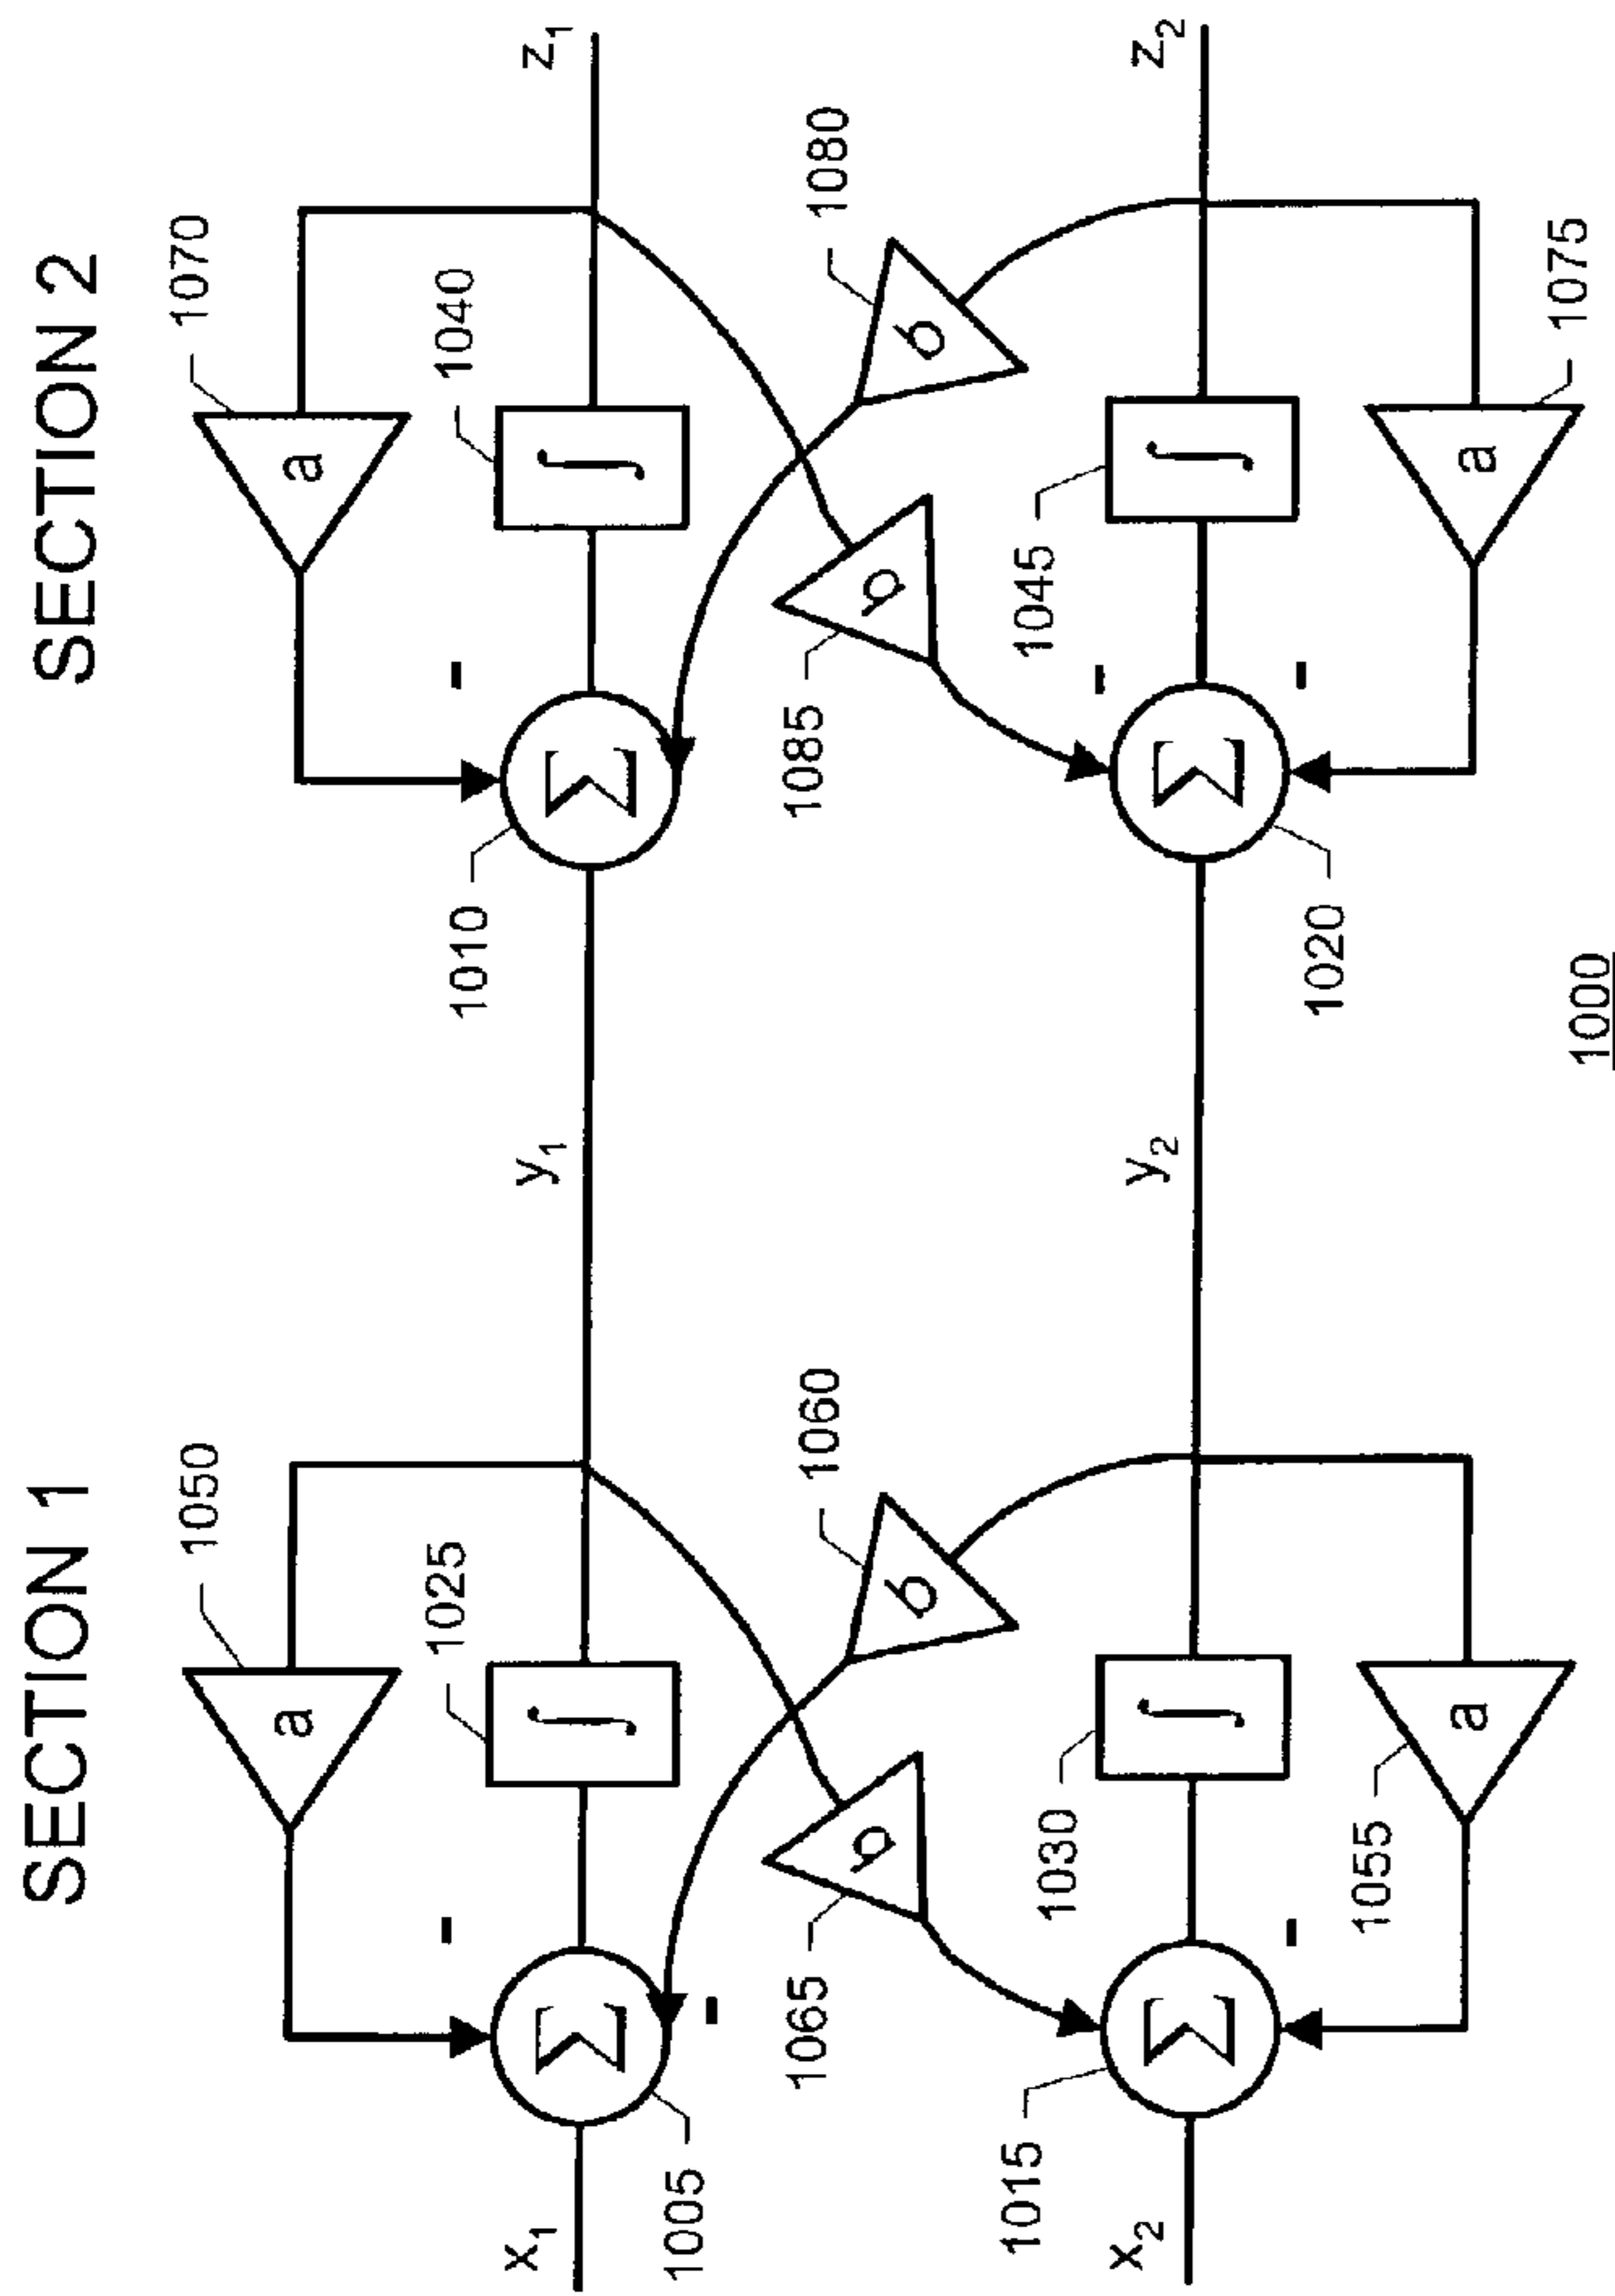 SECTION 1
SECTION 2
1050
1070
a
a
1025
1040
∫
∫
x1
Σ
y1
Σ
z1
1005
1010
1060
1080
b
b
1065
1085
b
b
1030
1045
∫
∫
x2
Σ
y2
Σ
z2
1015
1020
a
a
1055
1075
1000